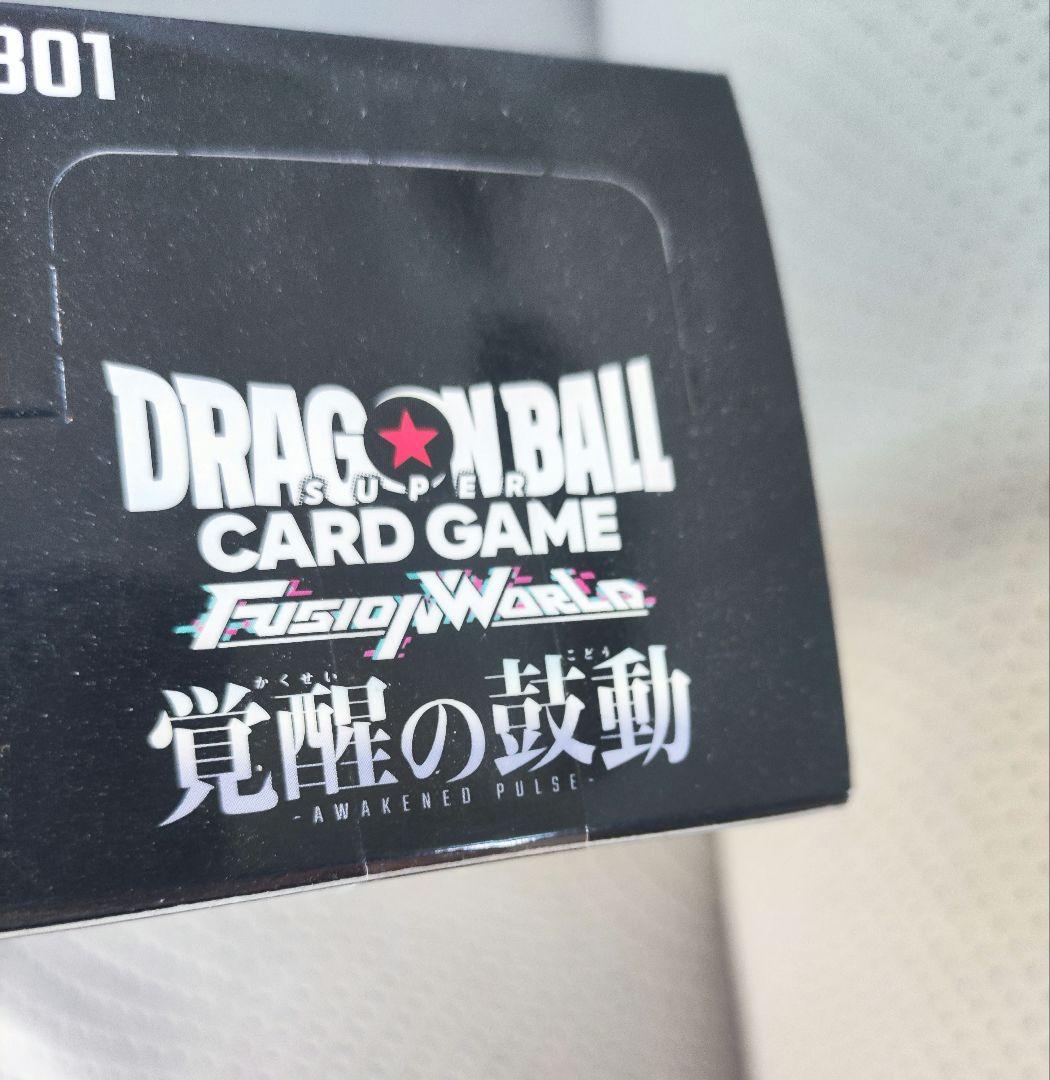 B01
DRAGON BALL
SUPER
CARD GAME
FUSION WORLD
かくせい こどう
覚醒の鼓動
-AWAKENED PULSE-